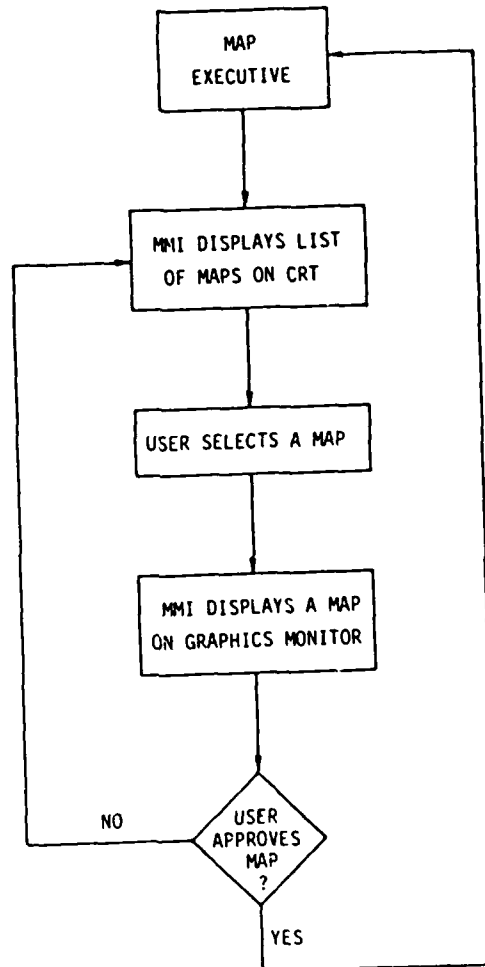 MAP
EXECUTIVE
MMI DISPLAYS LIST
OF MAPS ON CRT
USER SELECTS A MAP
MMI DISPLAYS A MAP
ON GRAPHICS MONITOR
USER
APPROVES
MAP
?
NO
YES